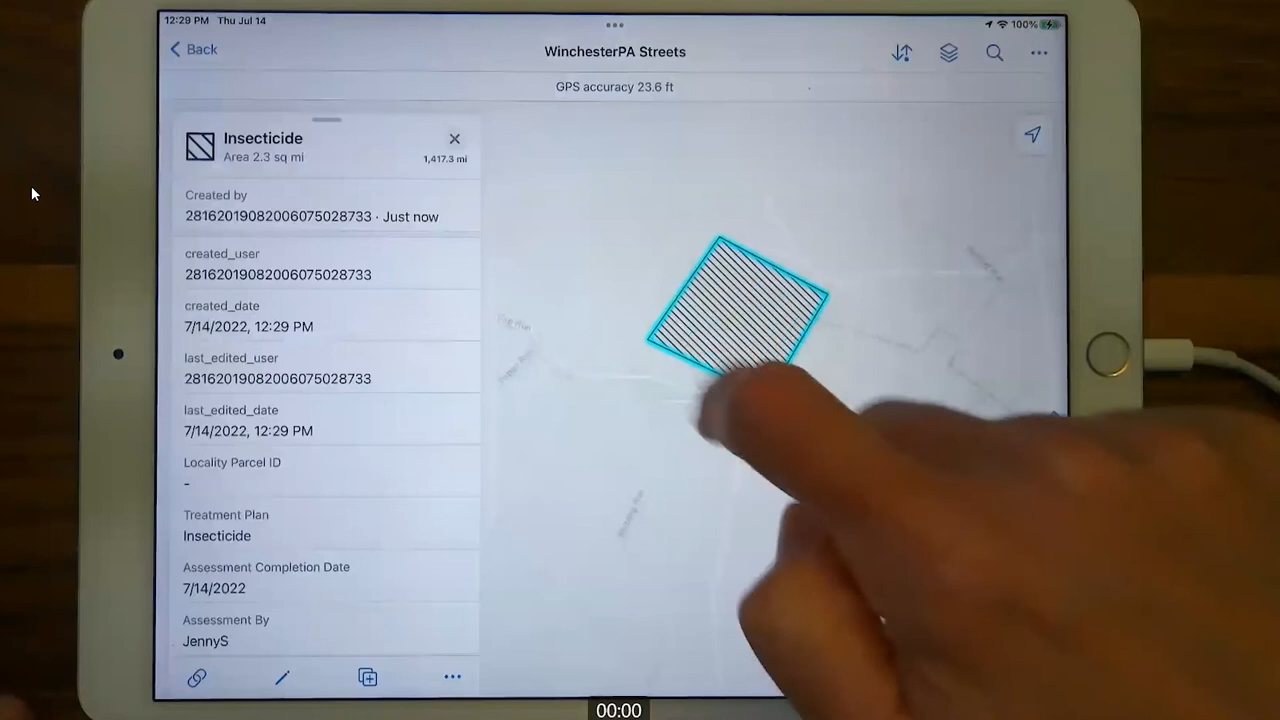 12:29 PM Thu Jul 14
100%
Back
WinchesterPA Streets
GPS accuracy 23.6 ft
Insecticide
Area 2.3 sq mi
1,417.3 mi
Created by
28162019082006075028733 · Just now
created_user
28162019082006075028733
created_date
7/14/2022, 12:29 PM
last_edited_user
28162019082006075028733
last_edited_date
7/14/2022, 12:29 PM
Locality Parcel ID
-
Treatment Plan
Insecticide
Assessment Completion Date
7/14/2022
Assessment By
JennyS
00:00